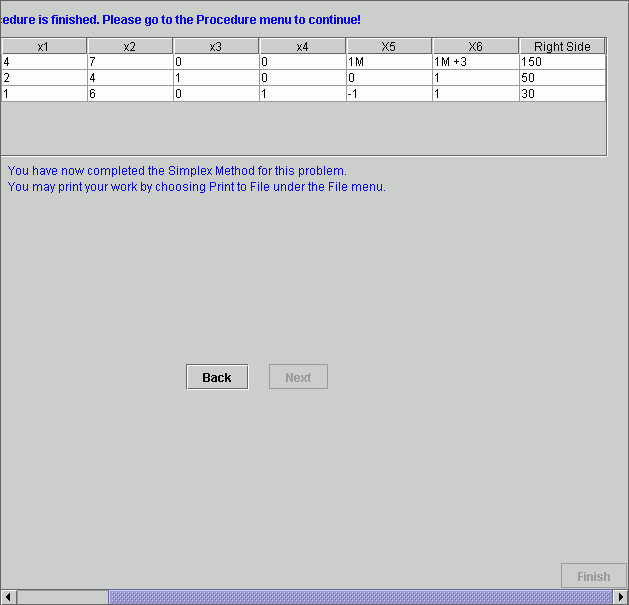 cedure is finished. Please go to the Procedure menu to continue!
x1 x2 x3 x4 X5 X6 Right Side
4 7 0 0 1M 1M +3 150
2 4 1 0 0 1 50
1 6 0 1 -1 1 30
You have now completed the Simplex Method for this problem.
You may print your work by choosing Print to File under the File menu.
Back Next
Finish